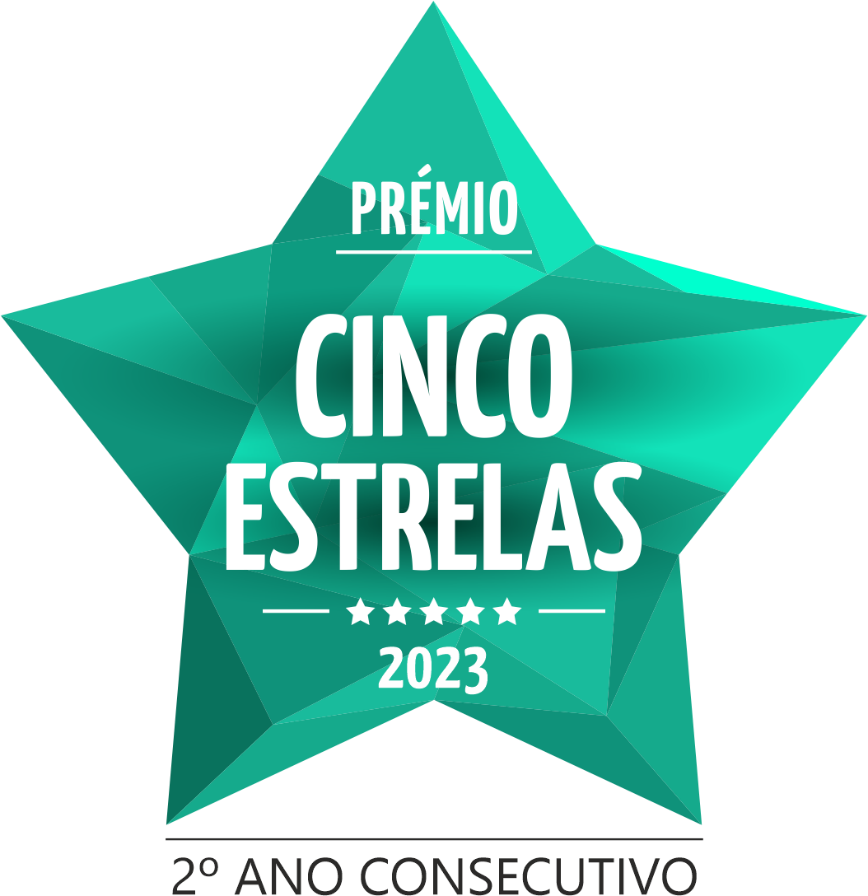 PRÉMIO
CINCO
ESTRELAS
2023
2º ANO CONSECUTIVO